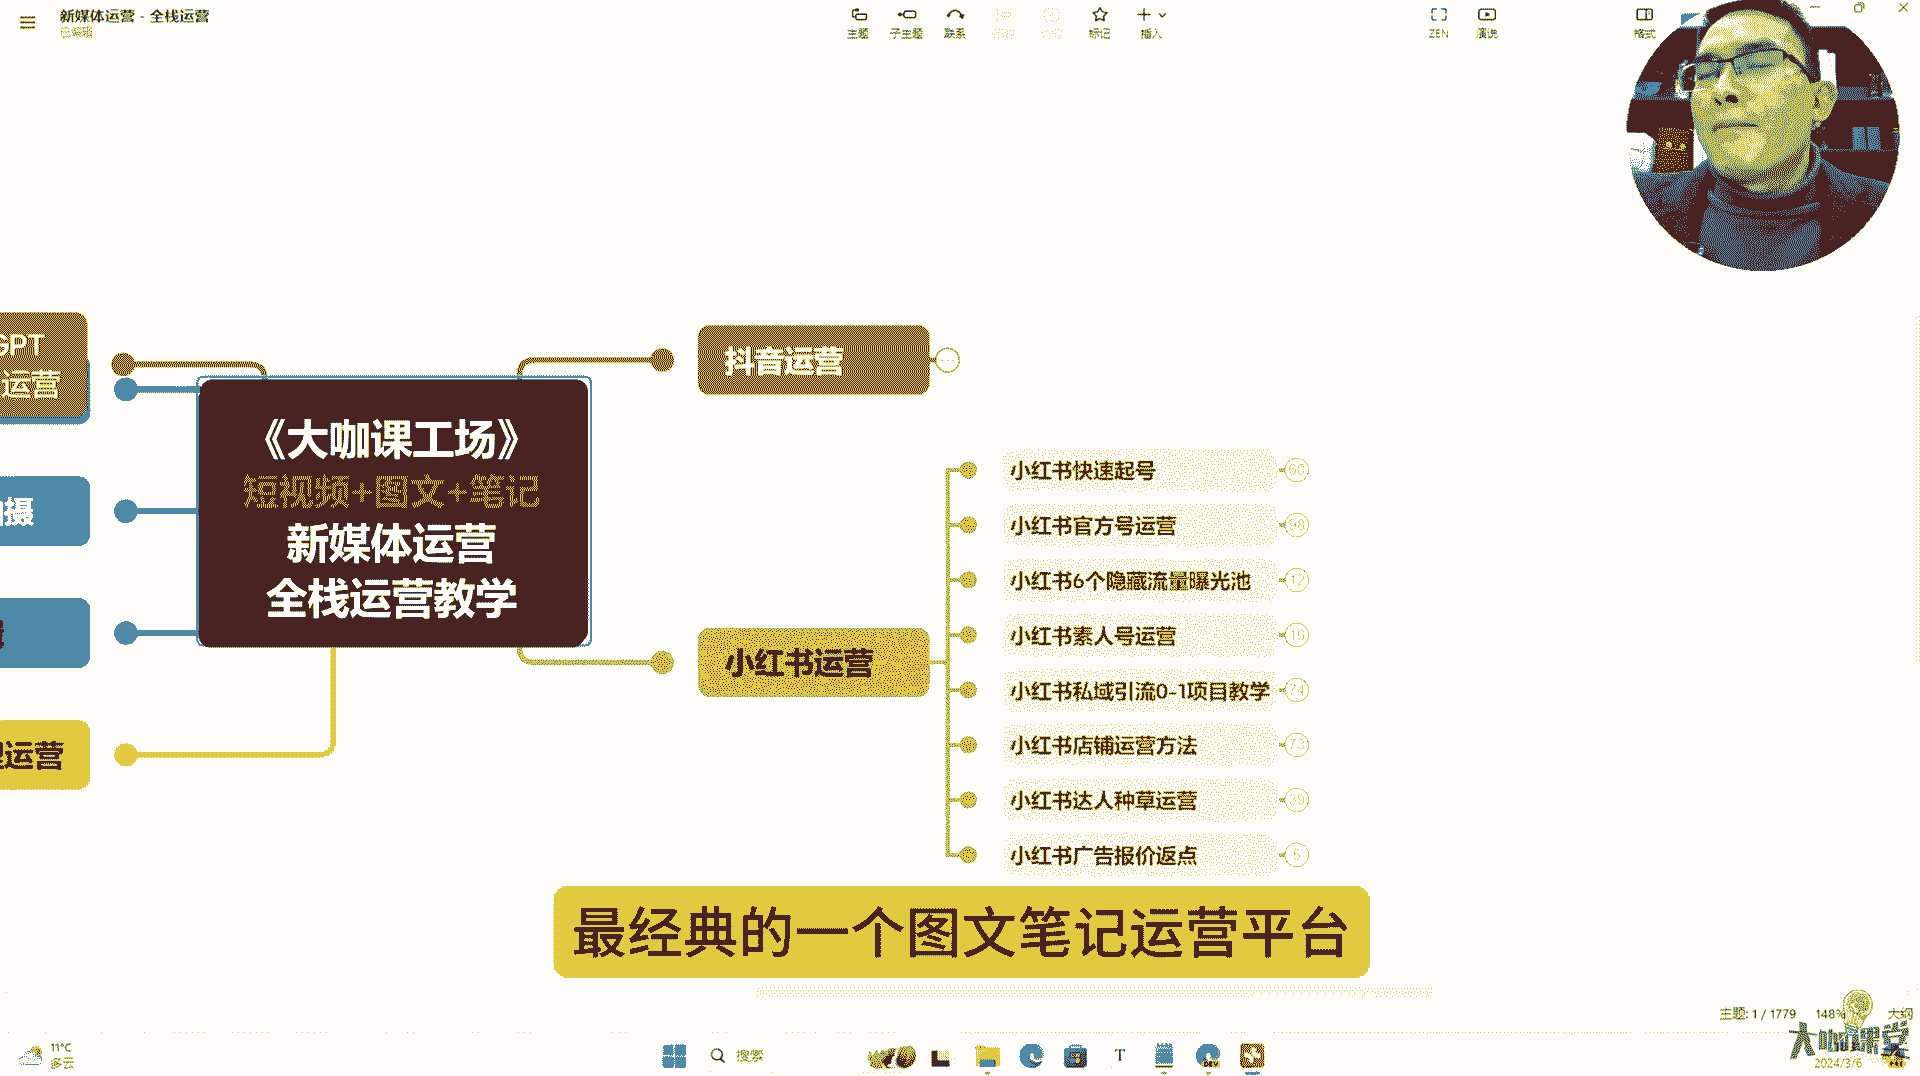 新媒体运营 - 全栈运营
已编辑
主题
子主题
联系
标记
插入
ZEN
演说
格式
GPT
运营
抖音运营
《大咖课工场》
短视频+图文+笔记
新媒体运营
全栈运营教学
拍摄
运营
小红书运营
小红书快速起号
60
小红书官方号运营
98
小红书6个隐藏流量曝光池
12
小红书素人号运营
16
小红书私域引流0-1项目教学
74
小红书店铺运营方法
73
小红书达人种草运营
39
小红书广告报价返点
5
最经典的一个图文笔记运营平台
主题: 1 / 1779
148%
大纲
大咖课堂
11°C
多云
搜索
DEV
2024/3/6